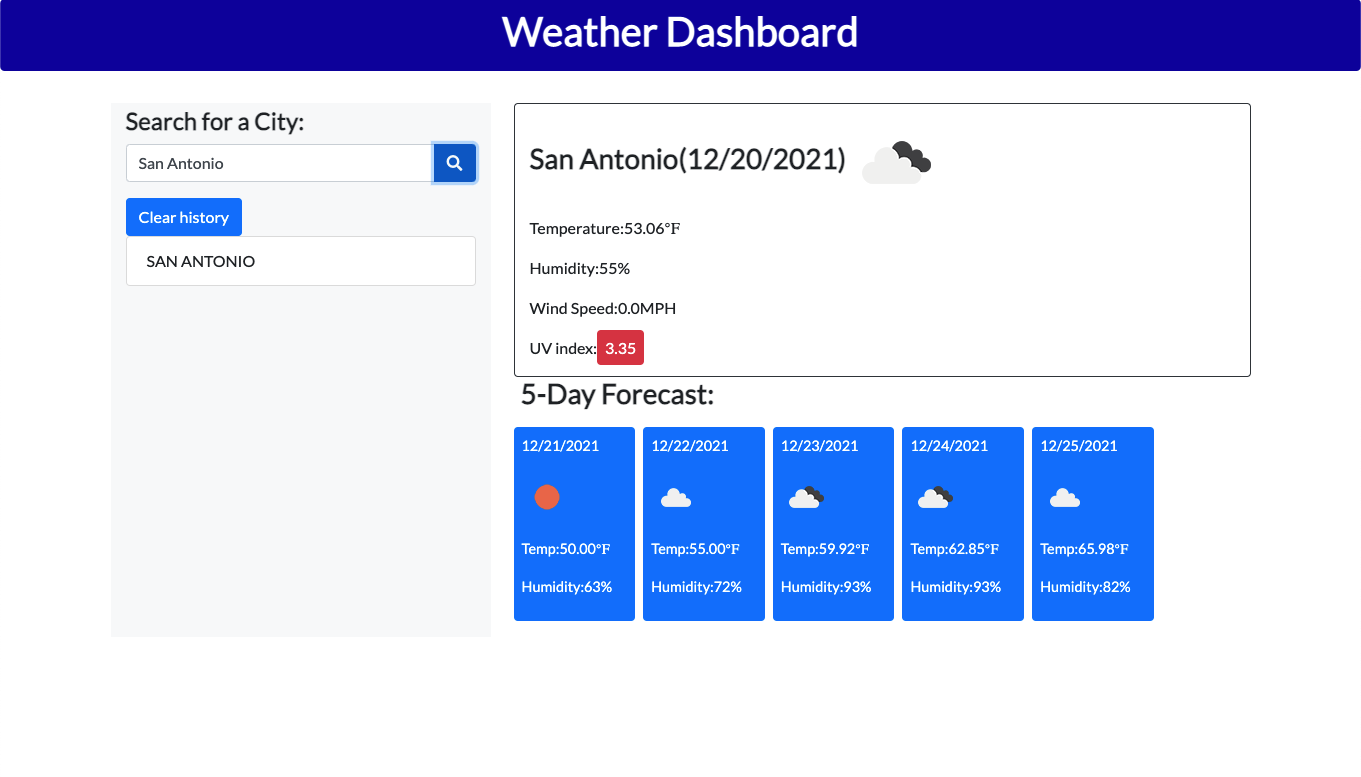 Weather Dashboard
Search for a City:
San Antonio
Clear history
SAN ANTONIO
San Antonio(12/20/2021)
Temperature:53.06°F
Humidity:55%
Wind Speed:0.0MPH
UV index:3.35
5-Day Forecast:
12/21/2021
Temp:50.00°F
Humidity:63%
12/22/2021
Temp:55.00°F
Humidity:72%
12/23/2021
Temp:59.92°F
Humidity:93%
12/24/2021
Temp:62.85°F
Humidity:93%
12/25/2021
Temp:65.98°F
Humidity:82%